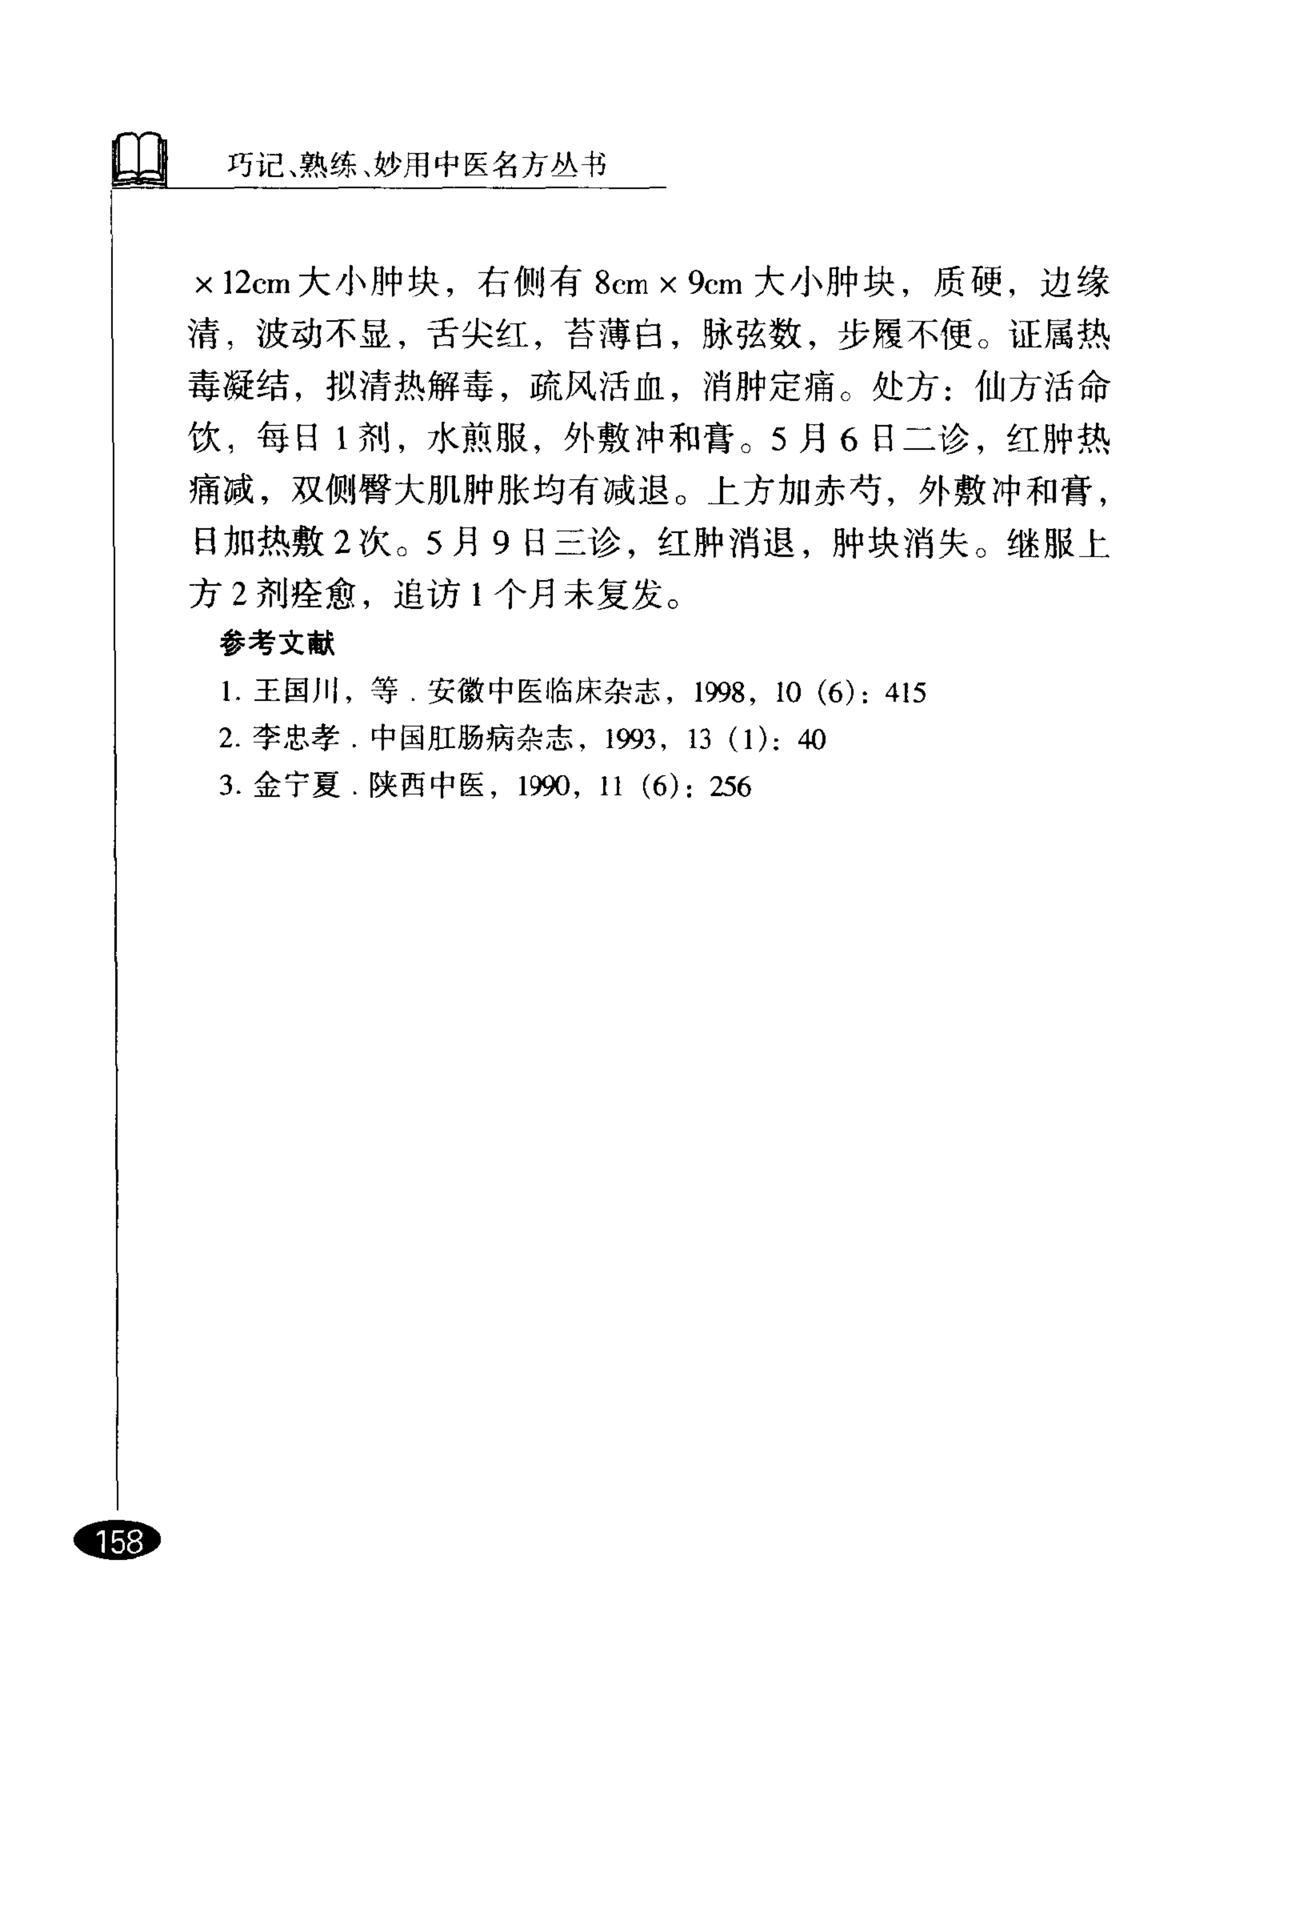 巧记、熟练、妙用中医名方丛书
×12cm大小肿块，右侧有 8cm×9cm 大小肿块，质硬，边缘
清，波动不显，舌尖红，苔薄白，脉弦数，步履不便。证属热
毒凝结，拟清热解毒，疏风活血，消肿定痛。处方：仙方活命
饮，每日 1 剂，水煎服，外敷冲和膏。5 月 6 日二诊，红肿热
痛减，双侧臀大肌肿胀均有减退。上方加赤芍，外敷冲和膏，
日加热敷 2 次。5 月 9 日三诊，红肿消退，肿块消失。继服上
方 2 剂痊愈，追访 1 个月未复发。
参考文献
1. 王国川，等．安徽中医临床杂志，1998，10（6）：415
2. 李忠孝．中国肛肠病杂志，1993，13（1）：40
3. 金宁夏．陕西中医，1990，11（6）：256
158